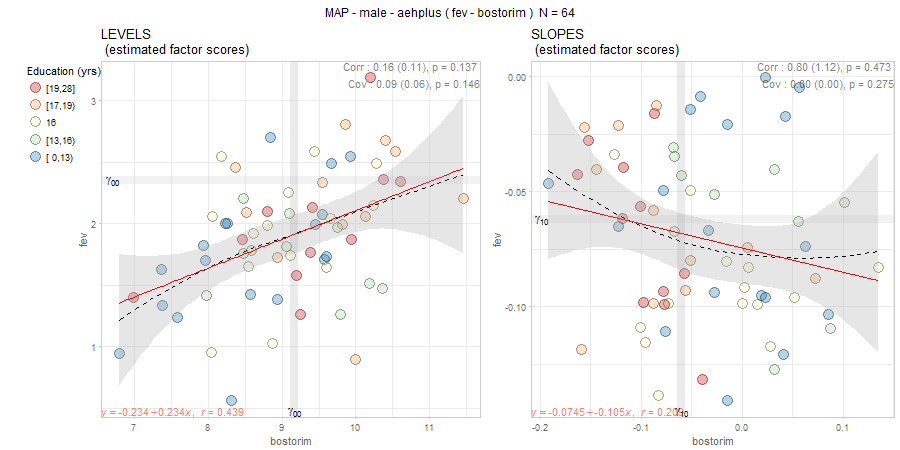 MAP - male - aehplus ( fev - bostorim ) N = 64
LEVELS
(estimated factor scores)
SLOPES
(estimated factor scores)
Education (yrs)
[19,28]
[17,19)
16
[13,16)
[ 0,13)
Corr : 0.16 (0.11), p = 0.137
Cov : 0.09 (0.06), p = 0.146
3
2
1
fev
γ00
γ00
y = −0.234 + 0.234x, r = 0.439
7
8
9
10
11
bostorim
Corr : 0.80 (1.12), p = 0.473
Cov : 0.00 (0.00), p = 0.275
0.00
-0.05
-0.10
fev
γ10
γ10
y = −0.0745 + -0.105x, r =
-0.2
-0.1
0.0
0.1
bostorim